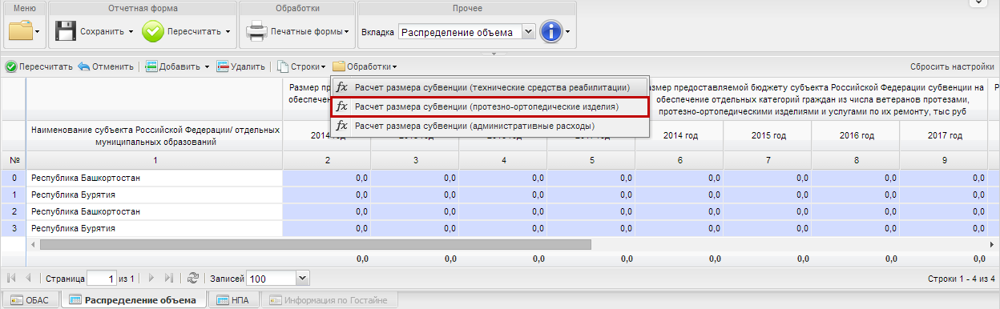 Меню Отчетная форма Обработки Прочее
Сохранить Пересчитать Печатные формы Вкладка Распределение объема
Пересчитать Отменить Добавить Удалить Строки Обработки Сбросить настройки
fx Расчет размера субвенции (технические средства реабилитации)
fx Расчет размера субвенции (протезно-ортопедические изделия)
fx Расчет размера субвенции (административные расходы)
Размер пр
обеспечен
змер предоставляемой бюджету субъекта Российской Федерации субвенции на
обеспечение отдельных категорий граждан из числа ветеранов протезами,
протезно-ортопедическими изделиями и услугами по их ремонту, тыс руб
Наименование субъекта Российской Федерации/ отдельных
муниципальных образований
2014 год 2015 год 2016 год 2017 год 2014 год 2015 год 2016 год 2017 год
№ 1 2 3 4 5 6 7 8 9
0 Республика Башкортостан 0,0 0,0 0,0 0,0 0,0 0,0 0,0 0,0
1 Республика Бурятия 0,0 0,0 0,0 0,0 0,0 0,0 0,0 0,0
2 Республика Башкортостан 0,0 0,0 0,0 0,0 0,0 0,0 0,0 0,0
3 Республика Бурятия 0,0 0,0 0,0 0,0 0,0 0,0 0,0 0,0
0,0 0,0 0,0 0,0 0,0 0,0 0,0 0,0
Страница 1 из 1 Записей 100 Строки 1 - 4 из 4
ОБАС Распределение объема НПА Информация по Госзадаче